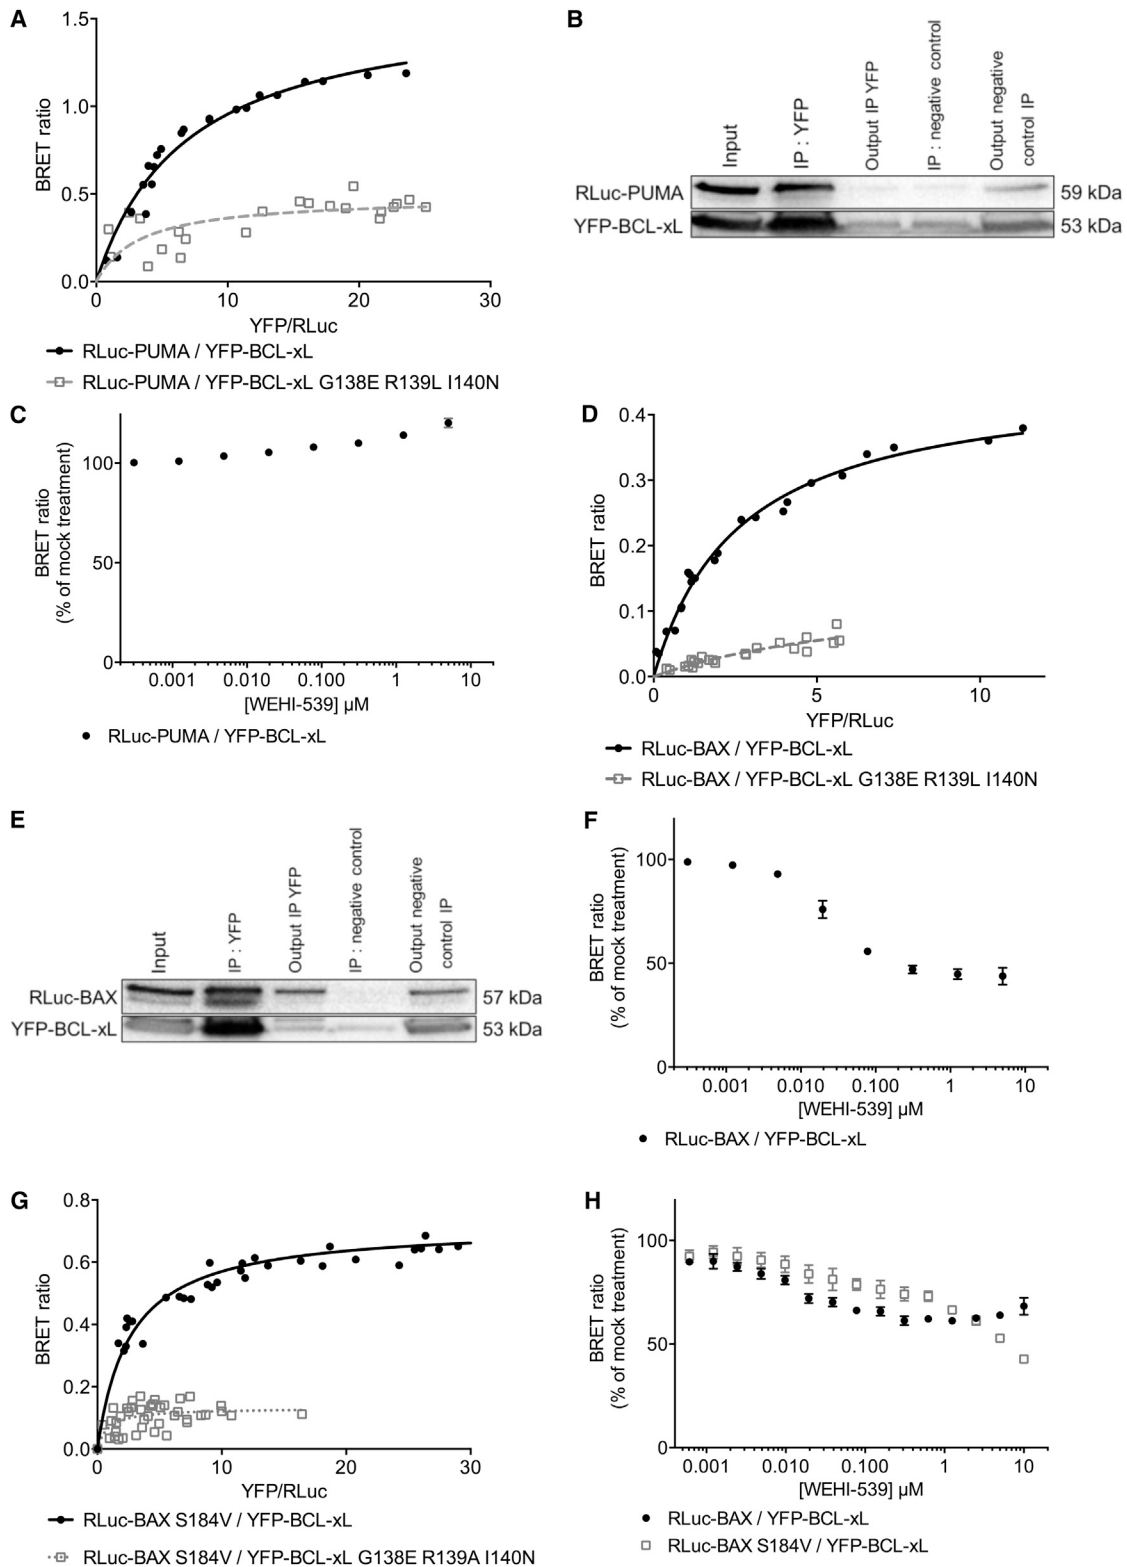 A
BRET ratio
1.5
1.0
0.5
0.0
0 10 20 30
YFP/RLuc
RLuc-PUMA / YFP-BCL-xL
RLuc-PUMA / YFP-BCL-xL G138E R139L I140N
B
Input
IP : YFP
Output IP YFP
IP : negative control
Output negative
control IP
RLuc-PUMA 59 kDa
YFP-BCL-xL 53 kDa
C
BRET ratio
(% of mock treatment)
100
50
0
0.001 0.010 0.100 1 10
[WEHI-539] µM
RLuc-PUMA / YFP-BCL-xL
D
BRET ratio
0.4
0.3
0.2
0.1
0.0
0 5 10
YFP/RLuc
RLuc-BAX / YFP-BCL-xL
RLuc-BAX / YFP-BCL-xL G138E R139L I140N
E
Input
IP : YFP
Output IP YFP
IP : negative control
Output negative
control IP
RLuc-BAX 57 kDa
YFP-BCL-xL 53 kDa
F
BRET ratio
(% of mock treatment)
100
50
0
0.001 0.010 0.100 1 10
[WEHI-539] µM
RLuc-BAX / YFP-BCL-xL
G
BRET ratio
0.8
0.6
0.4
0.2
0.0
0 10 20 30
YFP/RLuc
RLuc-BAX S184V / YFP-BCL-xL
RLuc-BAX S184V / YFP-BCL-xL G138E R139A I140N
H
BRET ratio
(% of mock treatment)
100
50
0
0.001 0.010 0.100 1 10
[WEHI-539] µM
RLuc-BAX / YFP-BCL-xL
RLuc-BAX S184V / YFP-BCL-xL